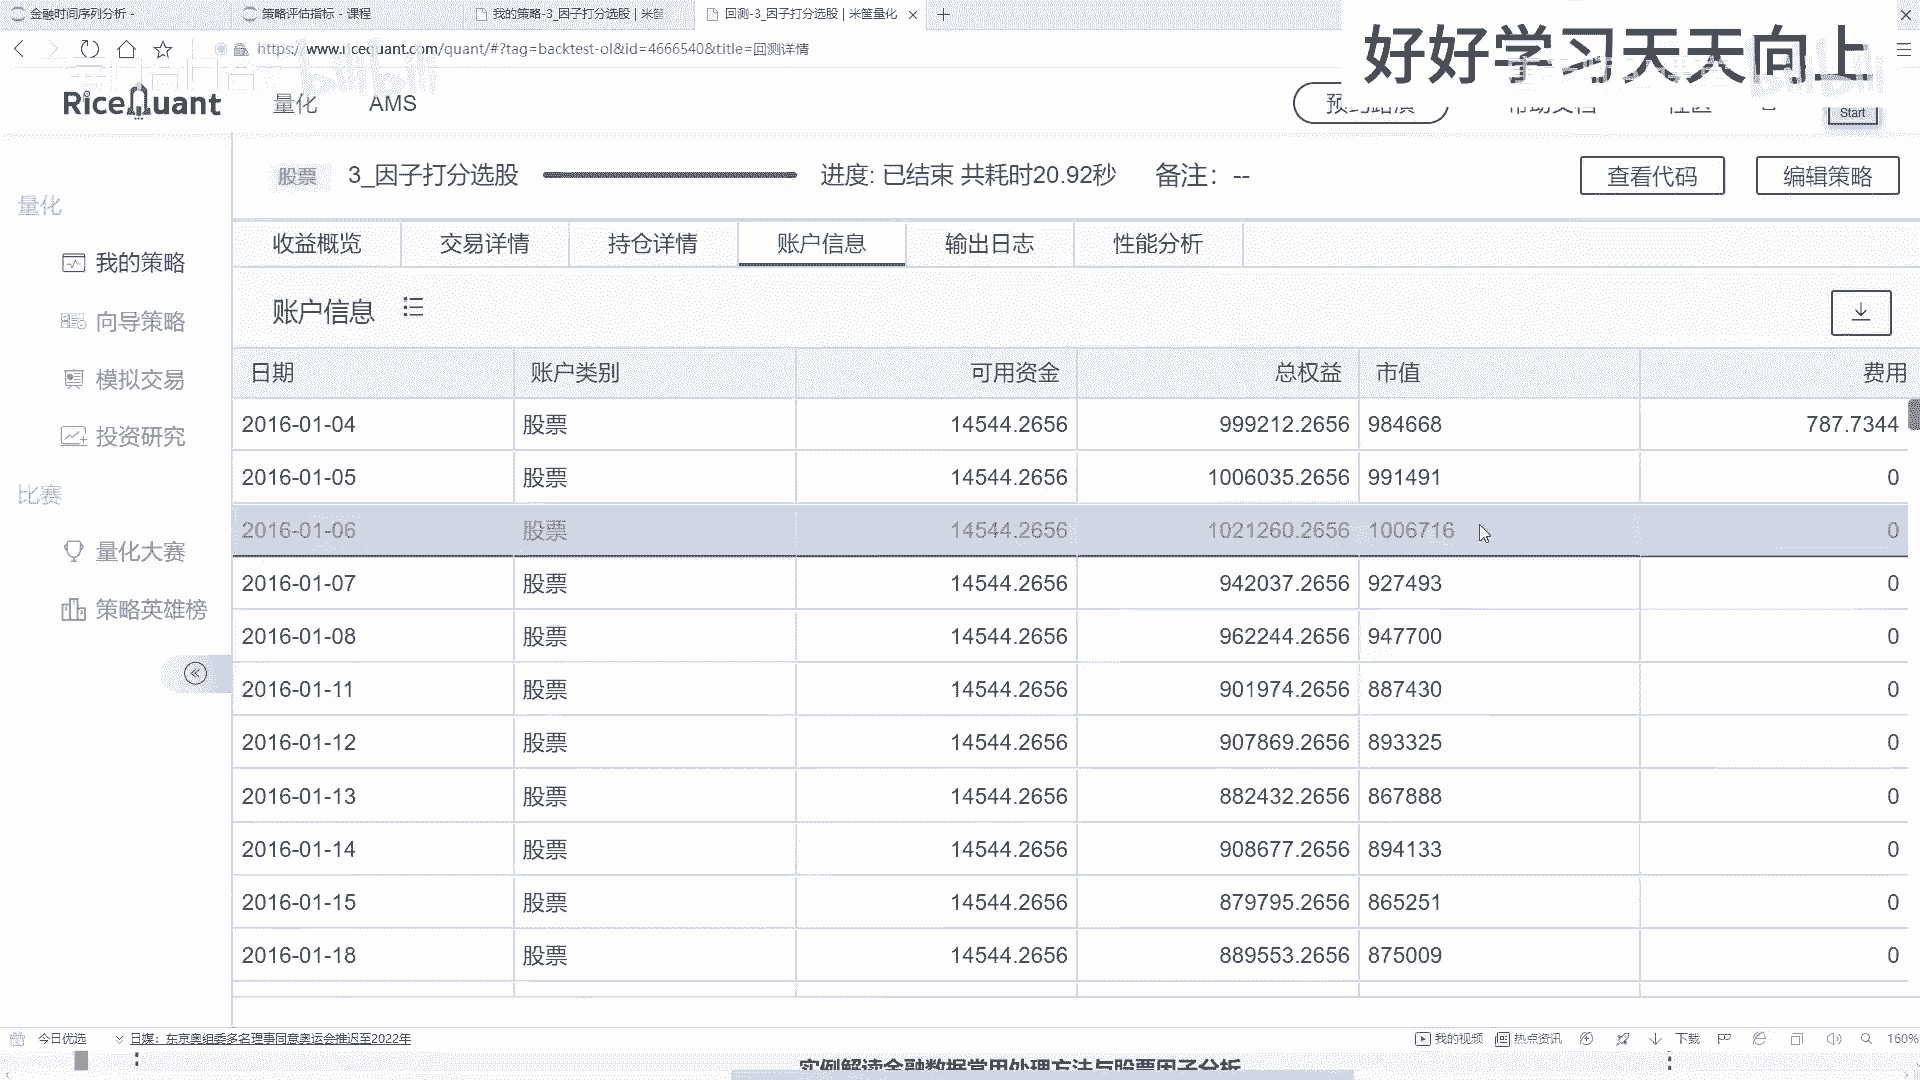 金融时间序列分析 -
策略评估指标 - 课程
我的策略-3_因子打分选股 | 米筐
回测-3_因子打分选股 | 米筐量化
https://www.ricequant.com/quant/#?tag=backtest-ol&id=4666540&title=回测详情
好好学习天天向上
bilibili
RiceQuant
量化
AMS
Start
股票
3_因子打分选股
进度: 已结束 共耗时20.92秒
备注: --
查看代码
编辑策略
量化
我的策略
向导策略
模拟交易
投资研究
比赛
量化大赛
策略英雄榜
收益概览
交易详情
持仓详情
账户信息
输出日志
性能分析
账户信息
日期 账户类别 可用资金 总权益 市值 费用
2016-01-04 股票 14544.2656 999212.2656 984668 787.7344
2016-01-05 股票 14544.2656 1006035.2656 991491 0
2016-01-06 股票 14544.2656 1021260.2656 1006716 0
2016-01-07 股票 14544.2656 942037.2656 927493 0
2016-01-08 股票 14544.2656 962244.2656 947700 0
2016-01-11 股票 14544.2656 901974.2656 887430 0
2016-01-12 股票 14544.2656 907869.2656 893325 0
2016-01-13 股票 14544.2656 882432.2656 867888 0
2016-01-14 股票 14544.2656 908677.2656 894133 0
2016-01-15 股票 14544.2656 879795.2656 865251 0
2016-01-18 股票 14544.2656 889553.2656 875009 0
今日优选
日媒：东京奥组委多名理事同意奥运会推迟至2022年
我的视频
热点资讯
下载
160%
实例解读金融数据常用处理方法与股票因子分析